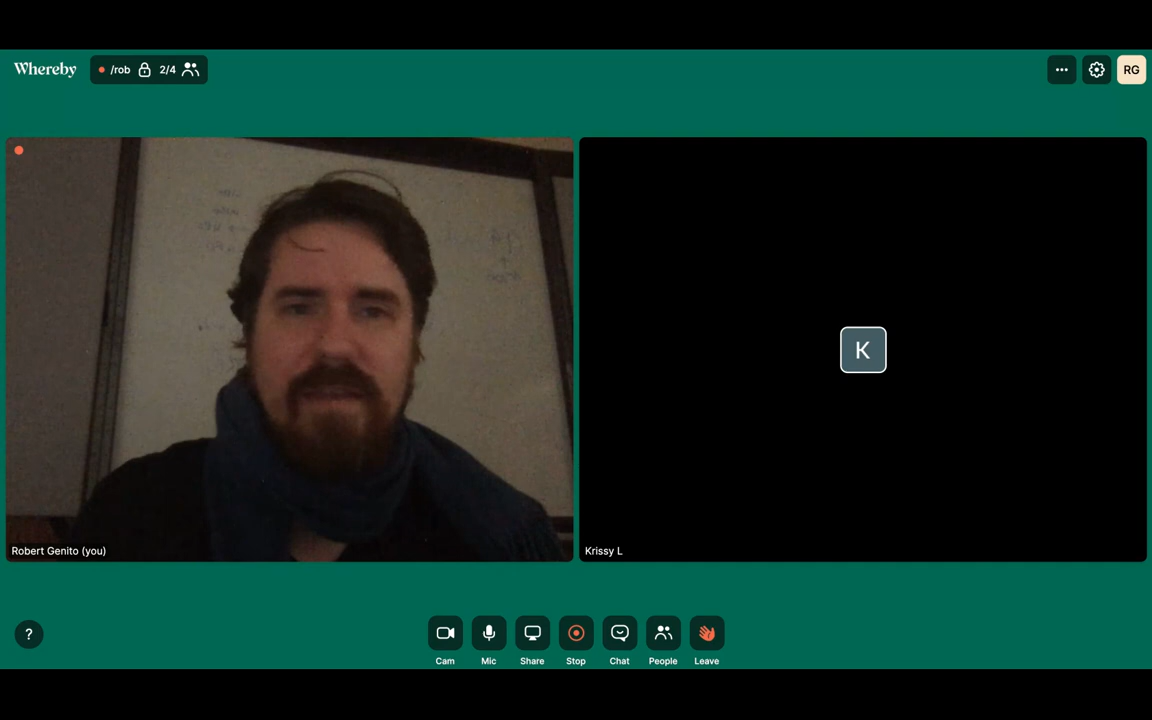 Whereby
/rob 2/4
...
RG
Robert Genito (you)
K
Krissy L
?
Cam Mic Share Stop Chat People Leave